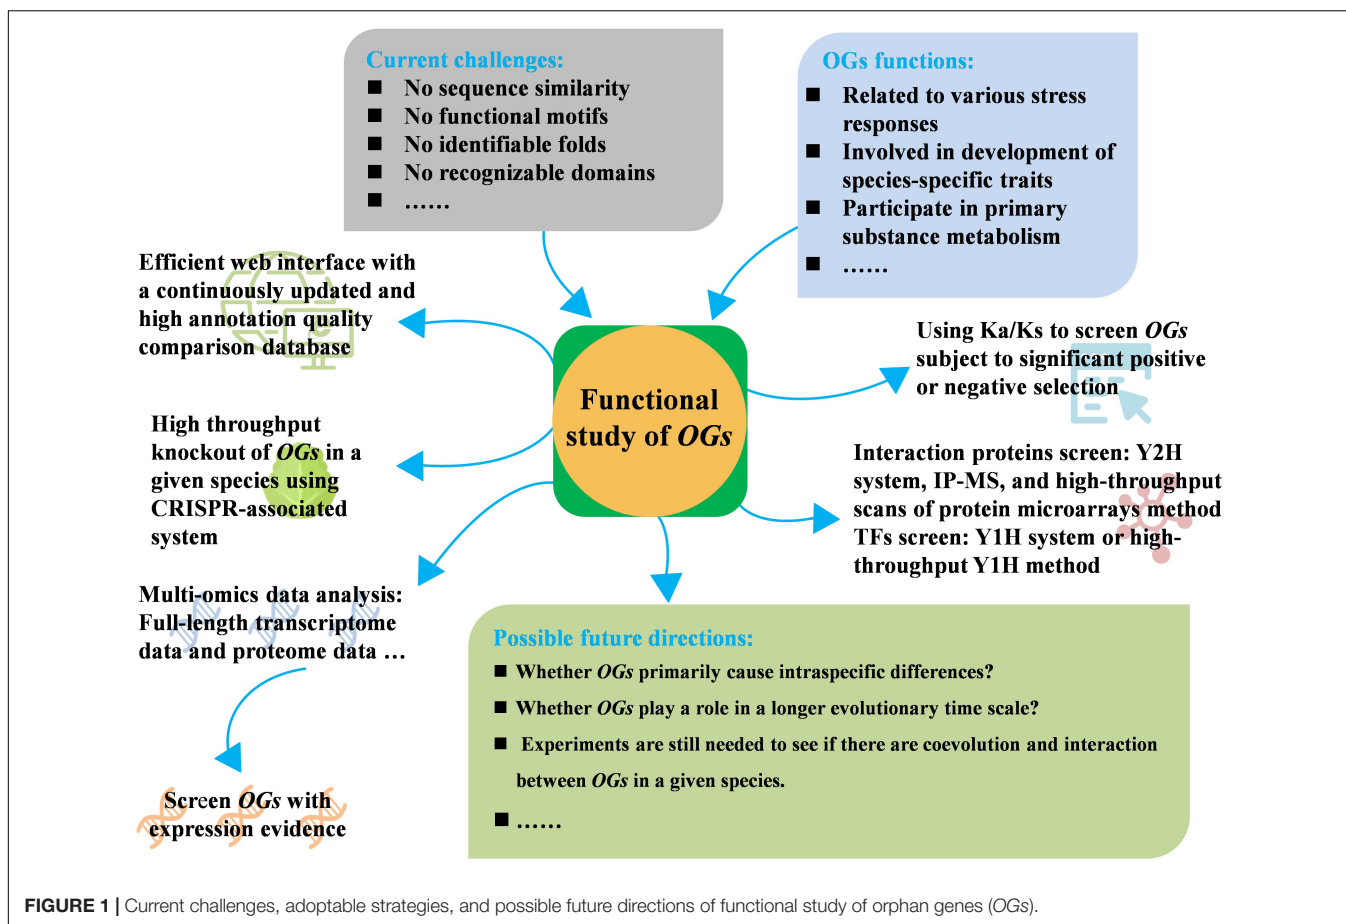 Current challenges:
■ No sequence similarity
■ No functional motifs
■ No identifiable folds
■ No recognizable domains
■ ……
OGs functions:
■ Related to various stress
responses
■ Involved in development of
species-specific traits
■ Participate in primary
substance metabolism
■ ……
Efficient web interface with
a continuously updated and
high annotation quality
comparison database
High throughput
knockout of OGs in a
given species using
CRISPR-associated
system
Multi-omics data analysis:
Full-length transcriptome
data and proteome data …
Screen OGs with
expression evidence
Functional
study of OGs
Using Ka/Ks to screen OGs
subject to significant positive
or negative selection
Interaction proteins screen: Y2H
system, IP-MS, and high-throughput
scans of protein microarrays method
TFs screen: Y1H system or high-
throughput Y1H method
Possible future directions:
■ Whether OGs primarily cause intraspecific differences?
■ Whether OGs play a role in a longer evolutionary time scale?
■ Experiments are still needed to see if there are coevolution and interaction
between OGs in a given species.
■ ……
FIGURE 1 | Current challenges, adoptable strategies, and possible future directions of functional study of orphan genes (OGs).